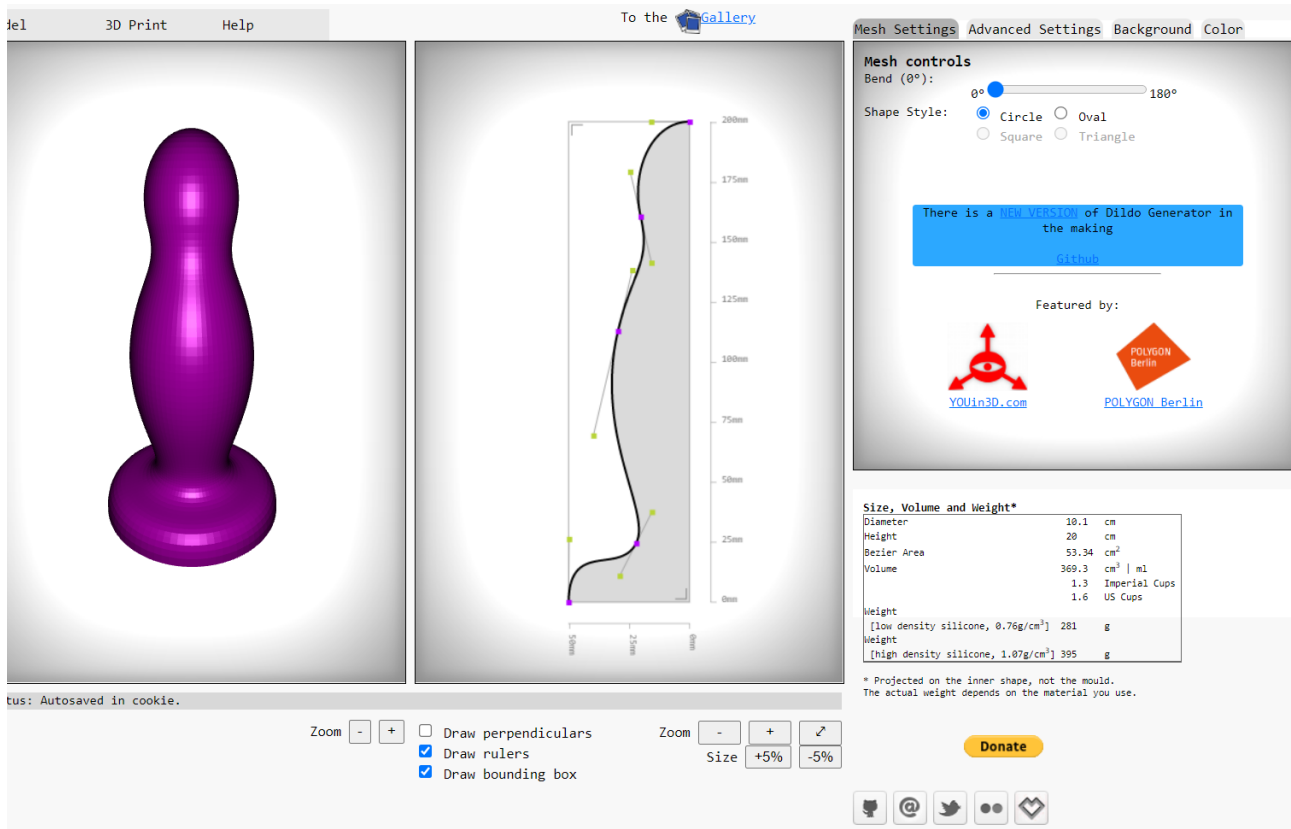 del 3D Print Help
To the Gallery
Mesh Settings Advanced Settings Background Color
Mesh controls
Bend (0°):
0° 180°
Shape Style:
Circle Oval
Square Triangle
There is a NEW VERSION of Dildo Generator in
the making
Github
Featured by:
POLYGON
Berlin
YOUin3D.com POLYGON Berlin
200mm
175mm
150mm
125mm
100mm
75mm
50mm
25mm
0mm
50mm 25mm 0mm
Size, Volume and Weight*
Diameter 10.1 cm
Height 20 cm
Bezier Area 53.34 cm²
Volume 369.3 cm³ | ml
1.3 Imperial Cups
1.6 US Cups
Weight
[low density silicone, 0.76g/cm³] 281 g
Weight
[high density silicone, 1.07g/cm³] 395 g
* Projected on the inner shape, not the mould.
The actual weight depends on the material you use.
tus: Autosaved in cookie.
Zoom - +
Draw perpendiculars
Draw rulers
Draw bounding box
Zoom - +
Size +5% -5%
Donate